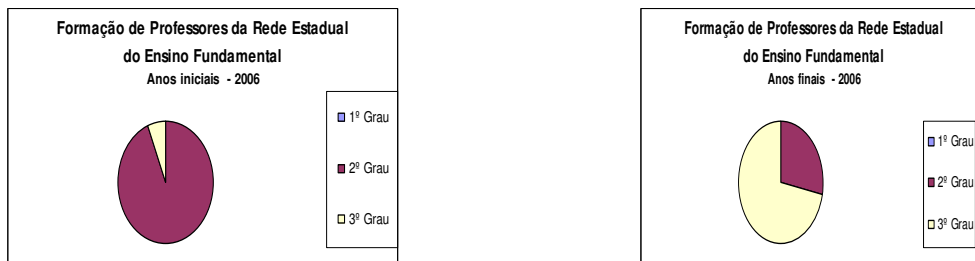 Formação de Professores da Rede Estadual
do Ensino Fundamental
Anos iniciais - 2006
1º Grau
2º Grau
3º Grau
Formação de Professores da Rede Estadual
do Ensino Fundamental
Anos finais - 2006
1º Grau
2º Grau
3º Grau